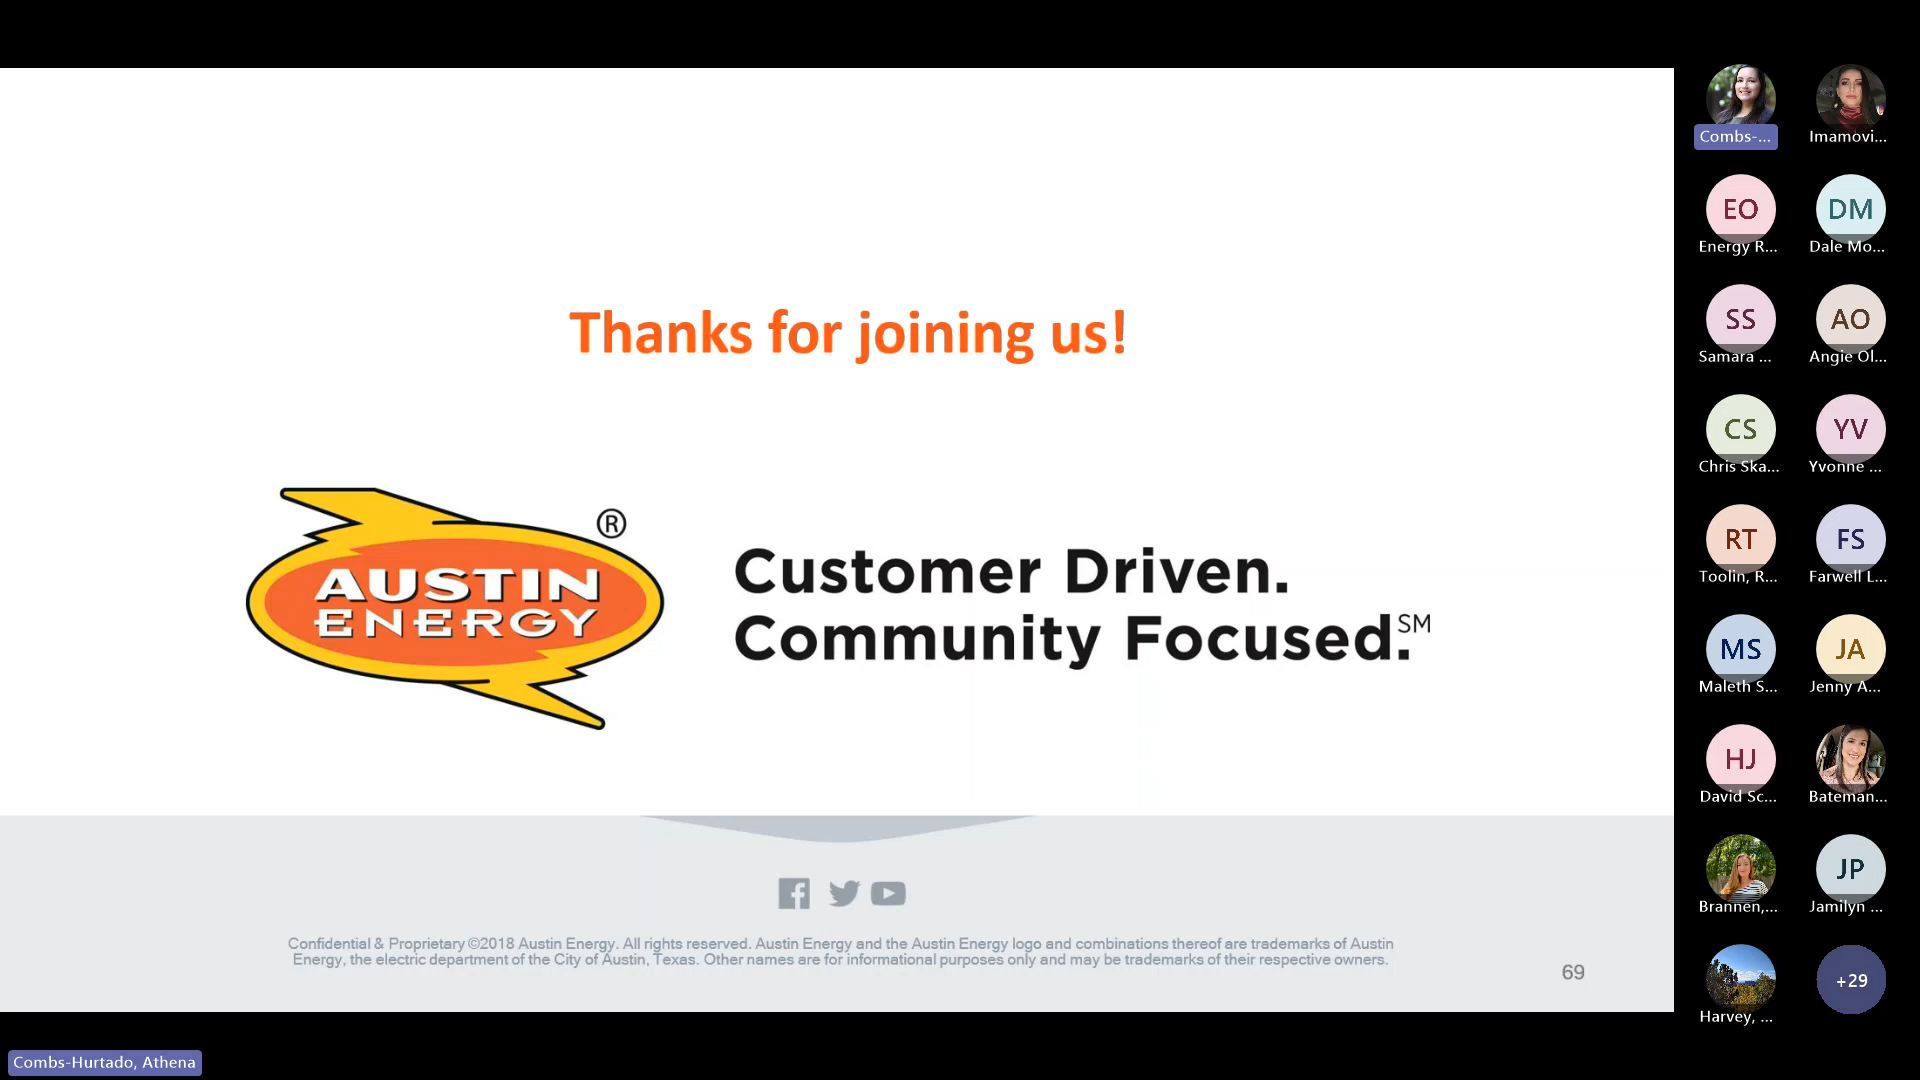 Thanks for joining us!
AUSTIN
ENERGY
®
Customer Driven.
Community Focused.℠
Confidential & Proprietary ©2018 Austin Energy. All rights reserved. Austin Energy and the Austin Energy logo and combinations thereof are trademarks of Austin
Energy, the electric department of the City of Austin, Texas. Other names are for informational purposes only and may be trademarks of their respective owners.
69
Combs-...
Imamovi...
EO
Energy R...
DM
Dale Mo...
SS
Samara ...
AO
Angie Ol...
CS
Chris Ska...
YV
Yvonne ...
RT
Toolin, R...
FS
Farwell L...
MS
Maleth S...
JA
Jenny A...
HJ
David Sc...
Bateman...
Brannen,...
JP
Jamilyn ...
Harvey, ...
+29
Combs-Hurtado, Athena